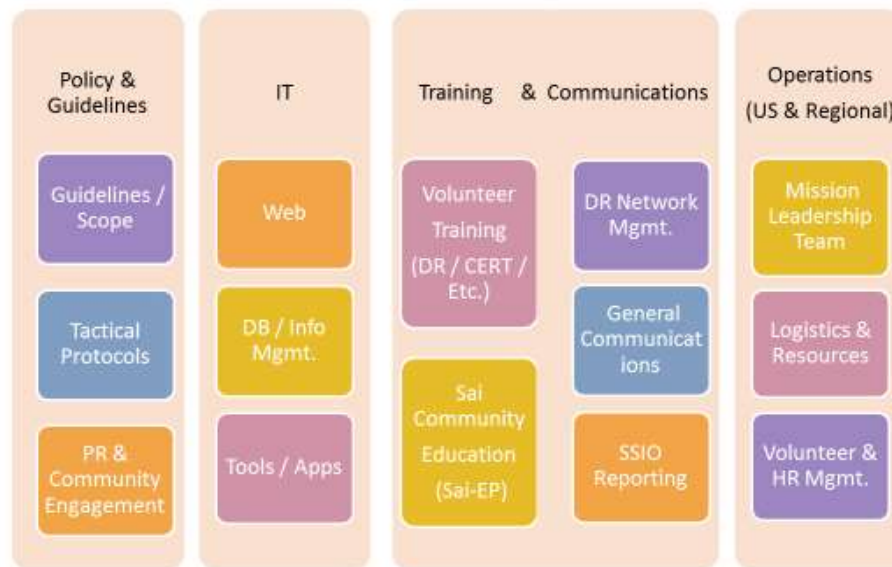 Policy &
Guidelines
Guidelines /
Scope
Tactical
Protocols
PR &
Community
Engagement
IT
Web
DB / Info
Mgmt.
Tools / Apps
Training & Communications
Volunteer
Training
(DR / CERT /
Etc.)
Sai
Community
Education
(Sai-EP)
DR Network
Mgmt.
General
Communicat
ions
SSIO
Reporting
Operations
(US & Regional)
Mission
Leadership
Team
Logistics &
Resources
Volunteer &
HR Mgmt.